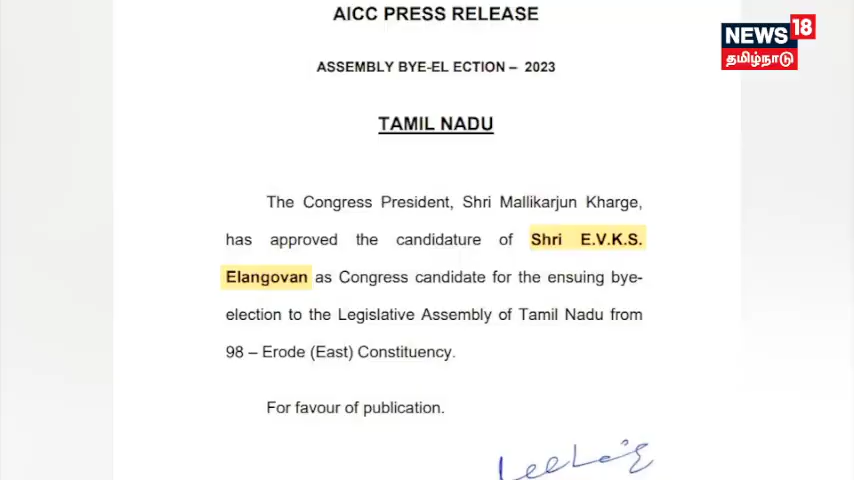 AICC PRESS RELEASE
NEWS 18
தமிழ்நாடு
ASSEMBLY BYE-EL ECTION – 2023
TAMIL NADU
The Congress President, Shri Mallikarjun Kharge,
has approved the candidature of Shri E.V.K.S.
Elangovan as Congress candidate for the ensuing bye-
election to the Legislative Assembly of Tamil Nadu from
98 – Erode (East) Constituency.
For favour of publication.